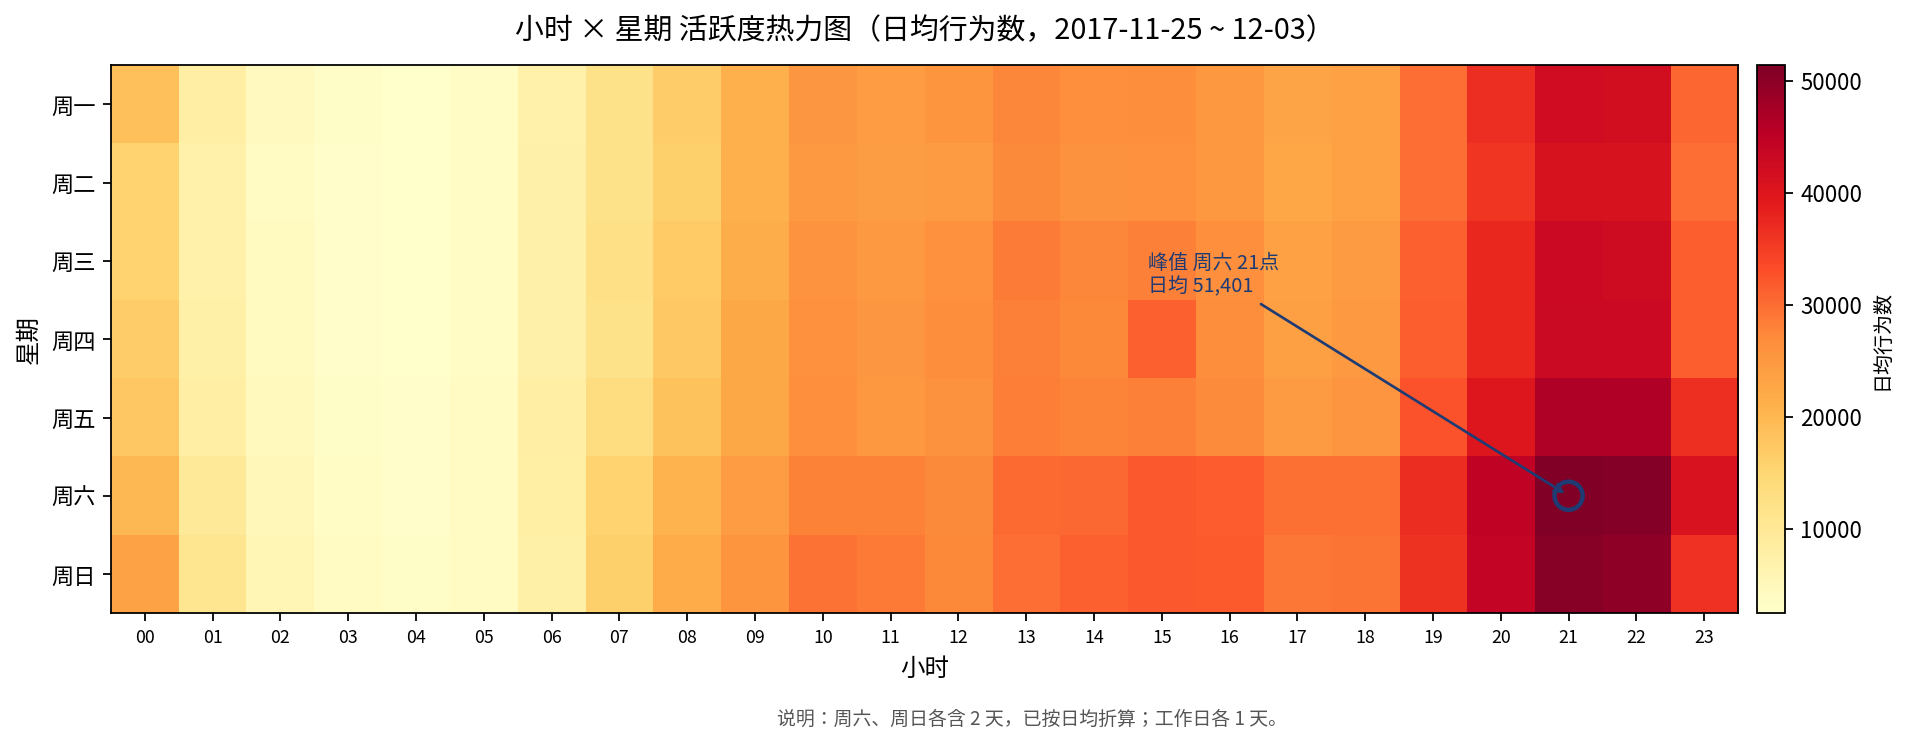 小时 × 星期 活跃度热力图（日均行为数，2017-11-25 ~ 12-03）
星期
周一
周二
周三
周四
周五
周六
周日
峰值 周六 21点
日均 51,401
00 01 02 03 04 05 06 07 08 09 10 11 12 13 14 15 16 17 18 19 20 21 22 23
小时
50000
40000
30000
20000
10000
日均行为数
说明：周六、周日各含 2 天，已按日均折算；工作日各 1 天。